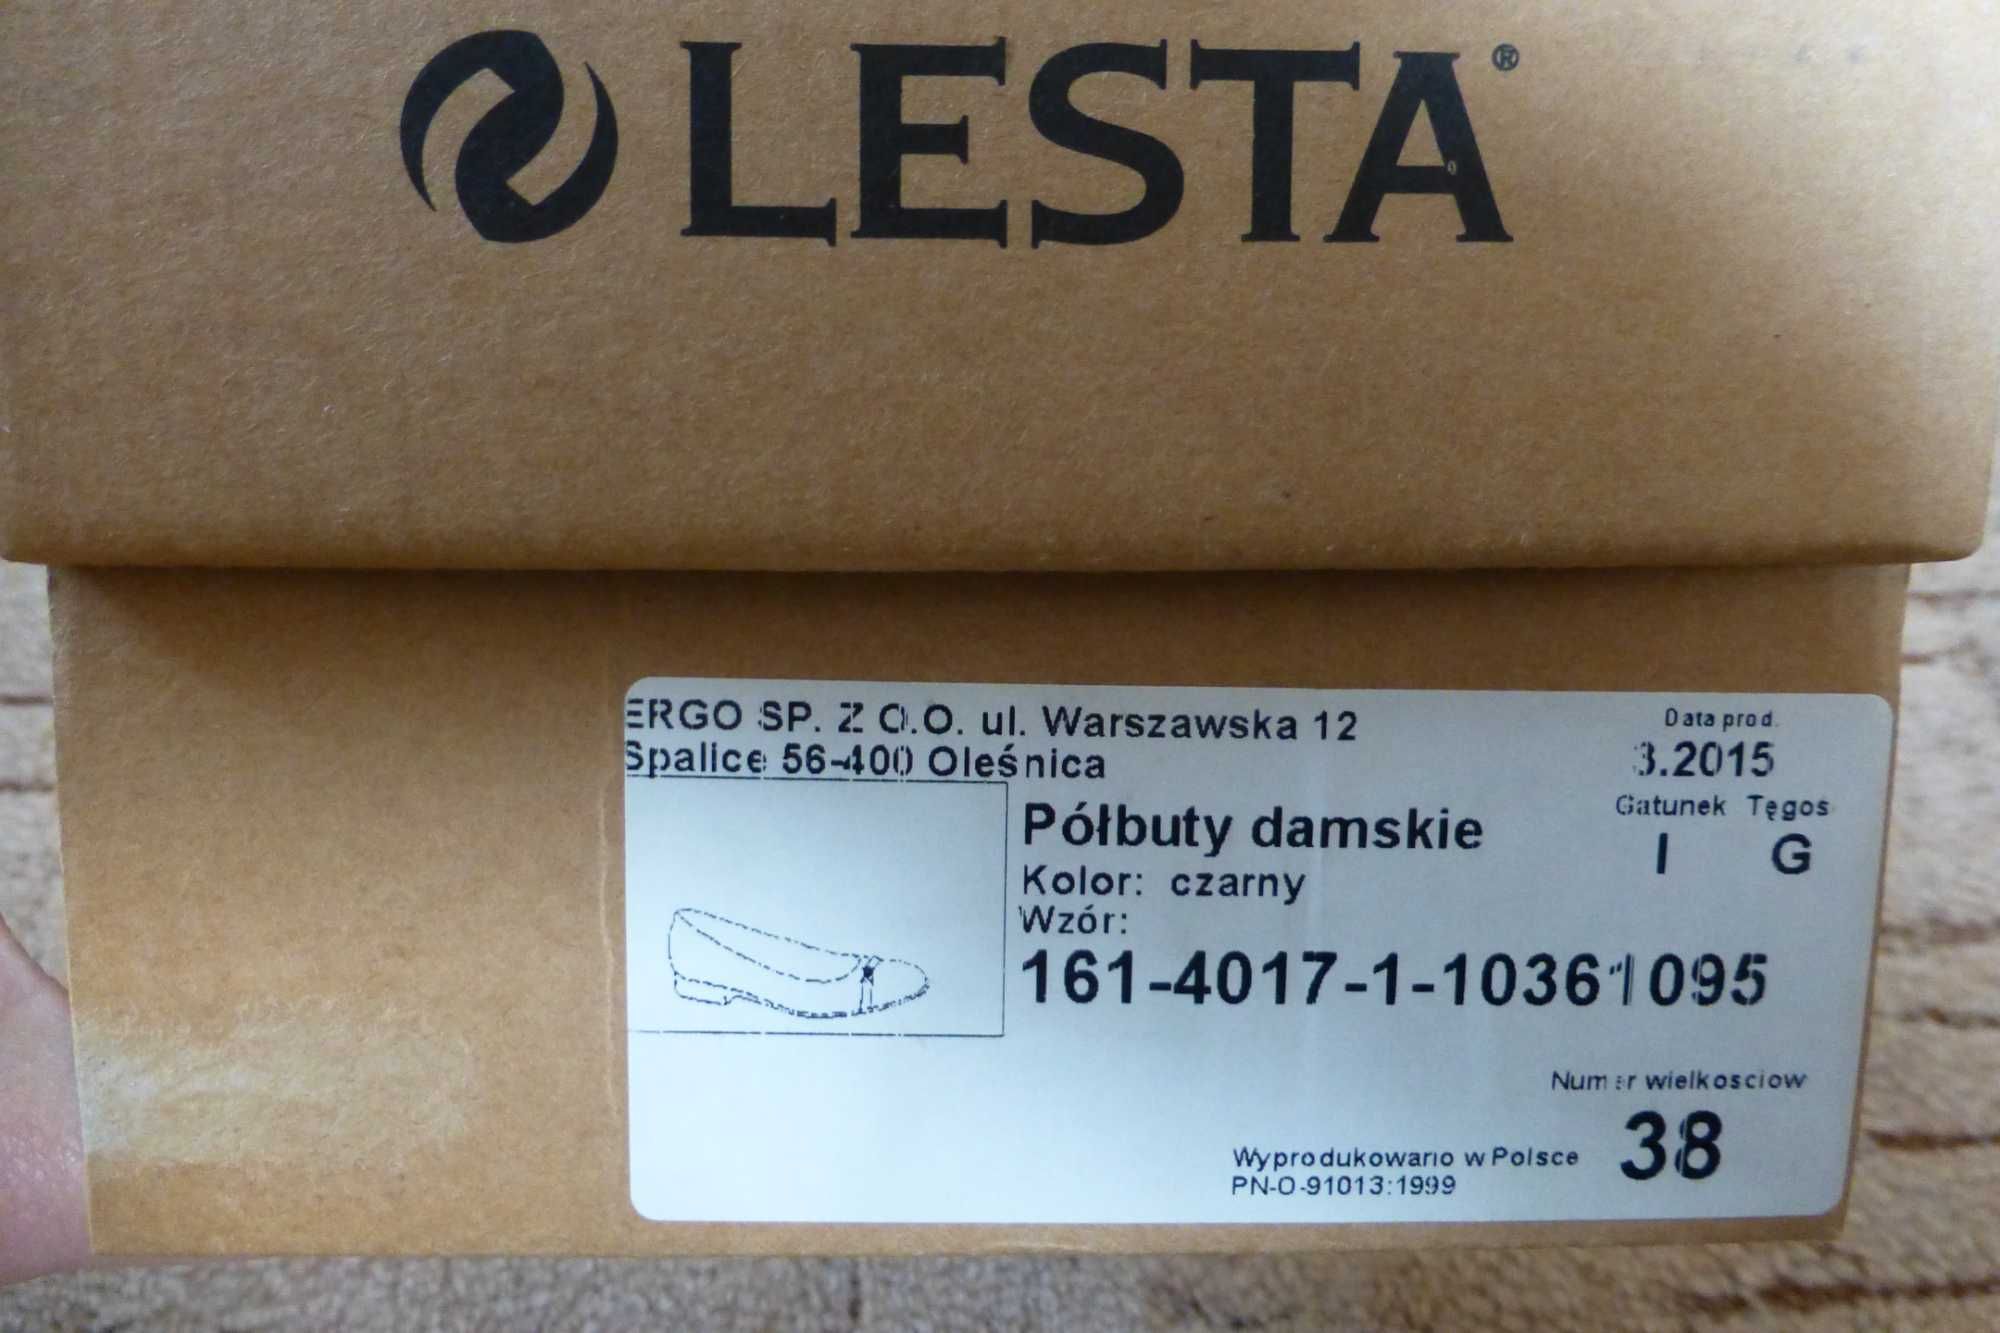 LESTA®
ERGO SP. Z O.O. ul. Warszawska 12
Spalice 56-400 Oleśnica
Data prod.
3.2015
Gatunek Tęgos
I G
Półbuty damskie
Kolor: czarny
Wzór:
161-4017-1-10361095
Numer wielkosciow
38
Wyprodukowano w Polsce
PN-O-91013:1999